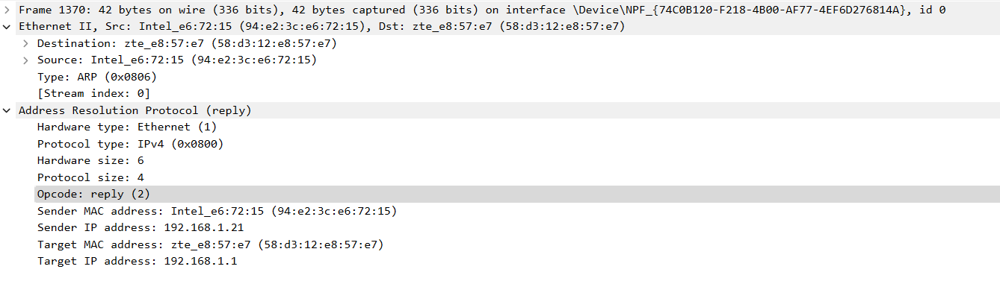 Frame 1370: 42 bytes on wire (336 bits), 42 bytes captured (336 bits) on interface \Device\NPF_{74C0B120-F218-4B00-AF77-4EF6D276814A}, id 0
Ethernet II, Src: Intel_e6:72:15 (94:e2:3c:e6:72:15), Dst: zte_e8:57:e7 (58:d3:12:e8:57:e7)
Destination: zte_e8:57:e7 (58:d3:12:e8:57:e7)
Source: Intel_e6:72:15 (94:e2:3c:e6:72:15)
Type: ARP (0x0806)
[Stream index: 0]
Address Resolution Protocol (reply)
Hardware type: Ethernet (1)
Protocol type: IPv4 (0x0800)
Hardware size: 6
Protocol size: 4
Opcode: reply (2)
Sender MAC address: Intel_e6:72:15 (94:e2:3c:e6:72:15)
Sender IP address: 192.168.1.21
Target MAC address: zte_e8:57:e7 (58:d3:12:e8:57:e7)
Target IP address: 192.168.1.1